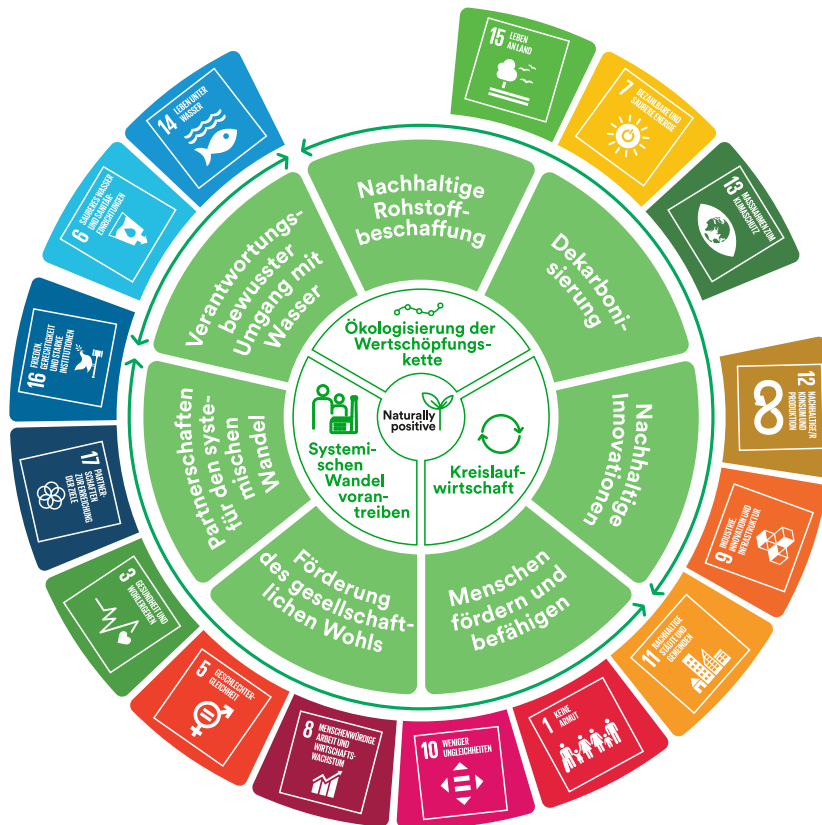 15 LEBEN
AN LAND
7 BEZAHLBARE UND
SAUBERE ENERGIE
13 MASSNAHMEN ZUM
KLIMASCHUTZ
12 NACHHALTIGE/R
KONSUM UND
PRODUKTION
9 INDUSTRIE,
INNOVATION UND
INFRASTRUKTUR
11 NACHHALTIGE
STÄDTE UND
GEMEINDEN
1 KEINE
ARMUT
10 WENIGER
UNGLEICHHEITEN
8 MENSCHENWÜRDIGE
ARBEIT UND
WIRTSCHAFTS-
WACHSTUM
5 GESCHLECHTER-
GLEICHHEIT
3 GESUNDHEIT UND
WOHLERGEHEN
17 PARTNER-
SCHAFTEN
ZUR ERREICHUNG
DER ZIELE
16 FRIEDEN,
GERECHTIGKEIT
UND STARKE
INSTITUTIONEN
6 SAUBERES WASSER
UND SANITÄR-
EINRICHTUNGEN
14 LEBEN UNTER
WASSER
Nachhaltige
Rohstoff-
beschaffung
Dekarboni-
sierung
Nachhaltige
Innovationen
Menschen
fördern und
befähigen
Förderung
des gesellschaft-
lichen Wohls
Partnerschaften
für den syste-
mischen
Wandel
Verantwortungs-
bewusster
Umgang mit
Wasser
Ökologisierung der
Wertschöpfungs-
kette
Kreislauf-
wirtschaft
Systemi-
schen
Wandel
voran-
treiben
Naturally
positive